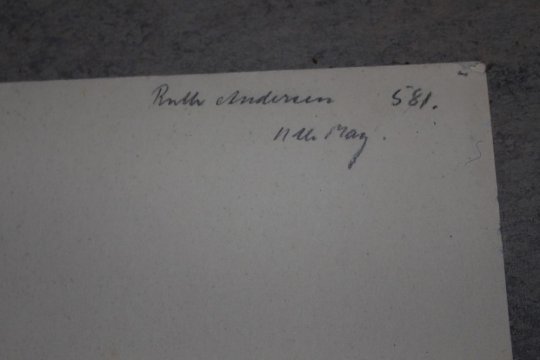 Ruth Andersen 581.
11th May.